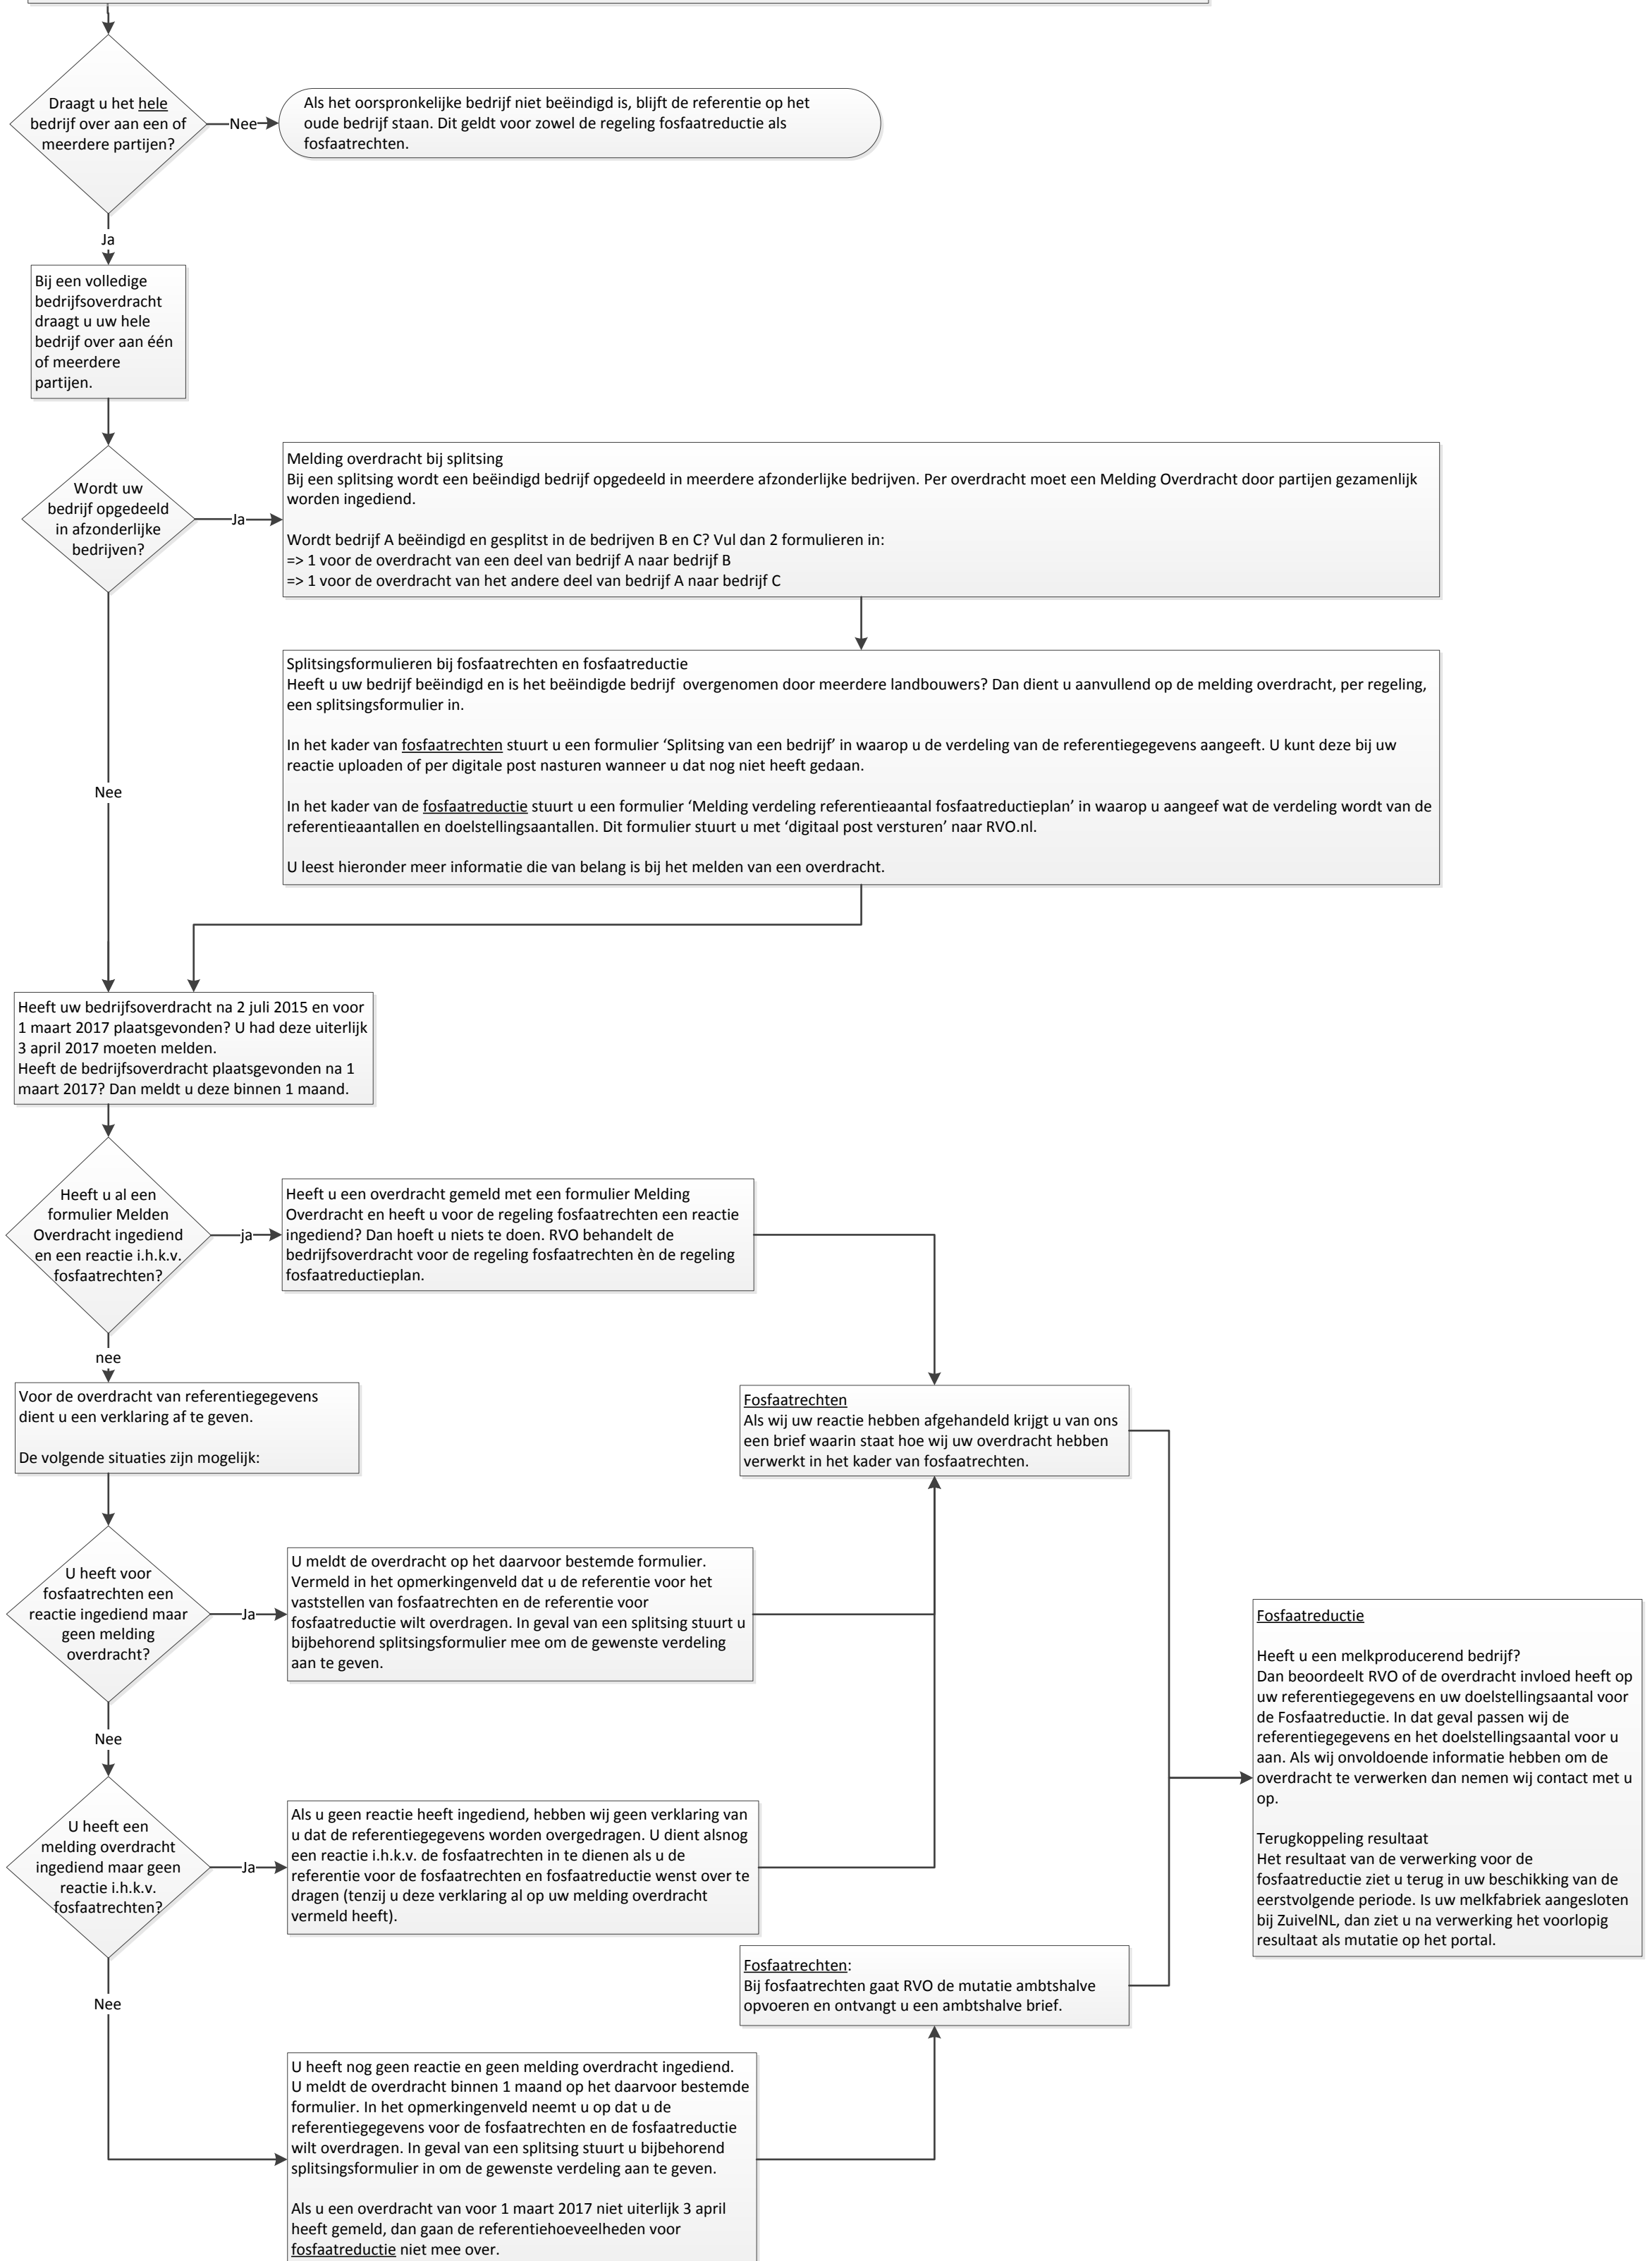 Draagt u het hele
bedrijf over aan een of
meerdere partijen?
Nee
Als het oorspronkelijke bedrijf niet beëindigd is, blijft de referentie op het
oude bedrijf staan. Dit geldt voor zowel de regeling fosfaatreductie als
fosfaatrechten.
Ja
Bij een volledige
bedrijfsoverdracht
draagt u uw hele
bedrijf over aan één
of meerdere
partijen.
Wordt uw
bedrijf opgedeeld
in afzonderlijke
bedrijven?
Ja
Melding overdracht bij splitsing
Bij een splitsing wordt een beëindigd bedrijf opgedeeld in meerdere afzonderlijke bedrijven. Per overdracht moet een Melding Overdracht door partijen gezamenlijk
worden ingediend.
Wordt bedrijf A beëindigd en gesplitst in de bedrijven B en C? Vul dan 2 formulieren in:
=> 1 voor de overdracht van een deel van bedrijf A naar bedrijf B
=> 1 voor de overdracht van het andere deel van bedrijf A naar bedrijf C
Splitsingsformulieren bij fosfaatrechten en fosfaatreductie
Heeft u uw bedrijf beëindigd en is het beëindigde bedrijf  overgenomen door meerdere landbouwers? Dan dient u aanvullend op de melding overdracht, per regeling,
een splitsingsformulier in.
In het kader van fosfaatrechten stuurt u een formulier ‘Splitsing van een bedrijf’ in waarop u de verdeling van de referentiegegevens aangeeft. U kunt deze bij uw
reactie uploaden of per digitale post nasturen wanneer u dat nog niet heeft gedaan.
In het kader van de fosfaatreductie stuurt u een formulier ‘Melding verdeling referentieaantal fosfaatreductieplan’ in waarop u aangeef wat de verdeling wordt van de
referentieaantallen en doelstellingsaantallen. Dit formulier stuurt u met ‘digitaal post versturen’ naar RVO.nl.
U leest hieronder meer informatie die van belang is bij het melden van een overdracht.
Nee
Heeft uw bedrijfsoverdracht na 2 juli 2015 en voor
1 maart 2017 plaatsgevonden? U had deze uiterlijk
3 april 2017 moeten melden.
Heeft de bedrijfsoverdracht plaatsgevonden na 1
maart 2017? Dan meldt u deze binnen 1 maand.
Heeft u al een
formulier Melden
Overdracht ingediend
en een reactie i.h.k.v.
fosfaatrechten?
ja
Heeft u een overdracht gemeld met een formulier Melding
Overdracht en heeft u voor de regeling fosfaatrechten een reactie
ingediend? Dan hoeft u niets te doen. RVO behandelt de
bedrijfsoverdracht voor de regeling fosfaatrechten èn de regeling
fosfaatreductieplan.
nee
Voor de overdracht van referentiegegevens
dient u een verklaring af te geven.
De volgende situaties zijn mogelijk:
Fosfaatrechten
Als wij uw reactie hebben afgehandeld krijgt u van ons
een brief waarin staat hoe wij uw overdracht hebben
verwerkt in het kader van fosfaatrechten.
U heeft voor
fosfaatrechten een
reactie ingediend maar
geen melding
overdracht?
Ja
U meldt de overdracht op het daarvoor bestemde formulier.
Vermeld in het opmerkingenveld dat u de referentie voor het
vaststellen van fosfaatrechten en de referentie voor
fosfaatreductie wilt overdragen. In geval van een splitsing stuurt u
bijbehorend splitsingsformulier mee om de gewenste verdeling
aan te geven.
Nee
Fosfaatreductie
Heeft u een melkproducerend bedrijf?
Dan beoordeelt RVO of de overdracht invloed heeft op
uw referentiegegevens en uw doelstellingsaantal voor
de Fosfaatreductie. In dat geval passen wij de
referentiegegevens en het doelstellingsaantal voor u
aan. Als wij onvoldoende informatie hebben om de
overdracht te verwerken dan nemen wij contact met u
op.
Terugkoppeling resultaat
Het resultaat van de verwerking voor de
fosfaatreductie ziet u terug in uw beschikking van de
eerstvolgende periode. Is uw melkfabriek aangesloten
bij ZuivelNL, dan ziet u na verwerking het voorlopig
resultaat als mutatie op het portal.
U heeft een
melding overdracht
ingediend maar geen
reactie i.h.k.v.
fosfaatrechten?
Ja
Als u geen reactie heeft ingediend, hebben wij geen verklaring van
u dat de referentiegegevens worden overgedragen. U dient alsnog
een reactie i.h.k.v. de fosfaatrechten in te dienen als u de
referentie voor de fosfaatrechten en fosfaatreductie wenst over te
dragen (tenzij u deze verklaring al op uw melding overdracht
vermeld heeft).
Nee
Fosfaatrechten:
Bij fosfaatrechten gaat RVO de mutatie ambtshalve
opvoeren en ontvangt u een ambtshalve brief.
U heeft nog geen reactie en geen melding overdracht ingediend.
U meldt de overdracht binnen 1 maand op het daarvoor bestemde
formulier. In het opmerkingenveld neemt u op dat u de
referentiegegevens voor de fosfaatrechten en de fosfaatreductie
wilt overdragen. In geval van een splitsing stuurt u bijbehorend
splitsingsformulier in om de gewenste verdeling aan te geven.
Als u een overdracht van voor 1 maart 2017 niet uiterlijk 3 april
heeft gemeld, dan gaan de referentiehoeveelheden voor
fosfaatreductie niet mee over.